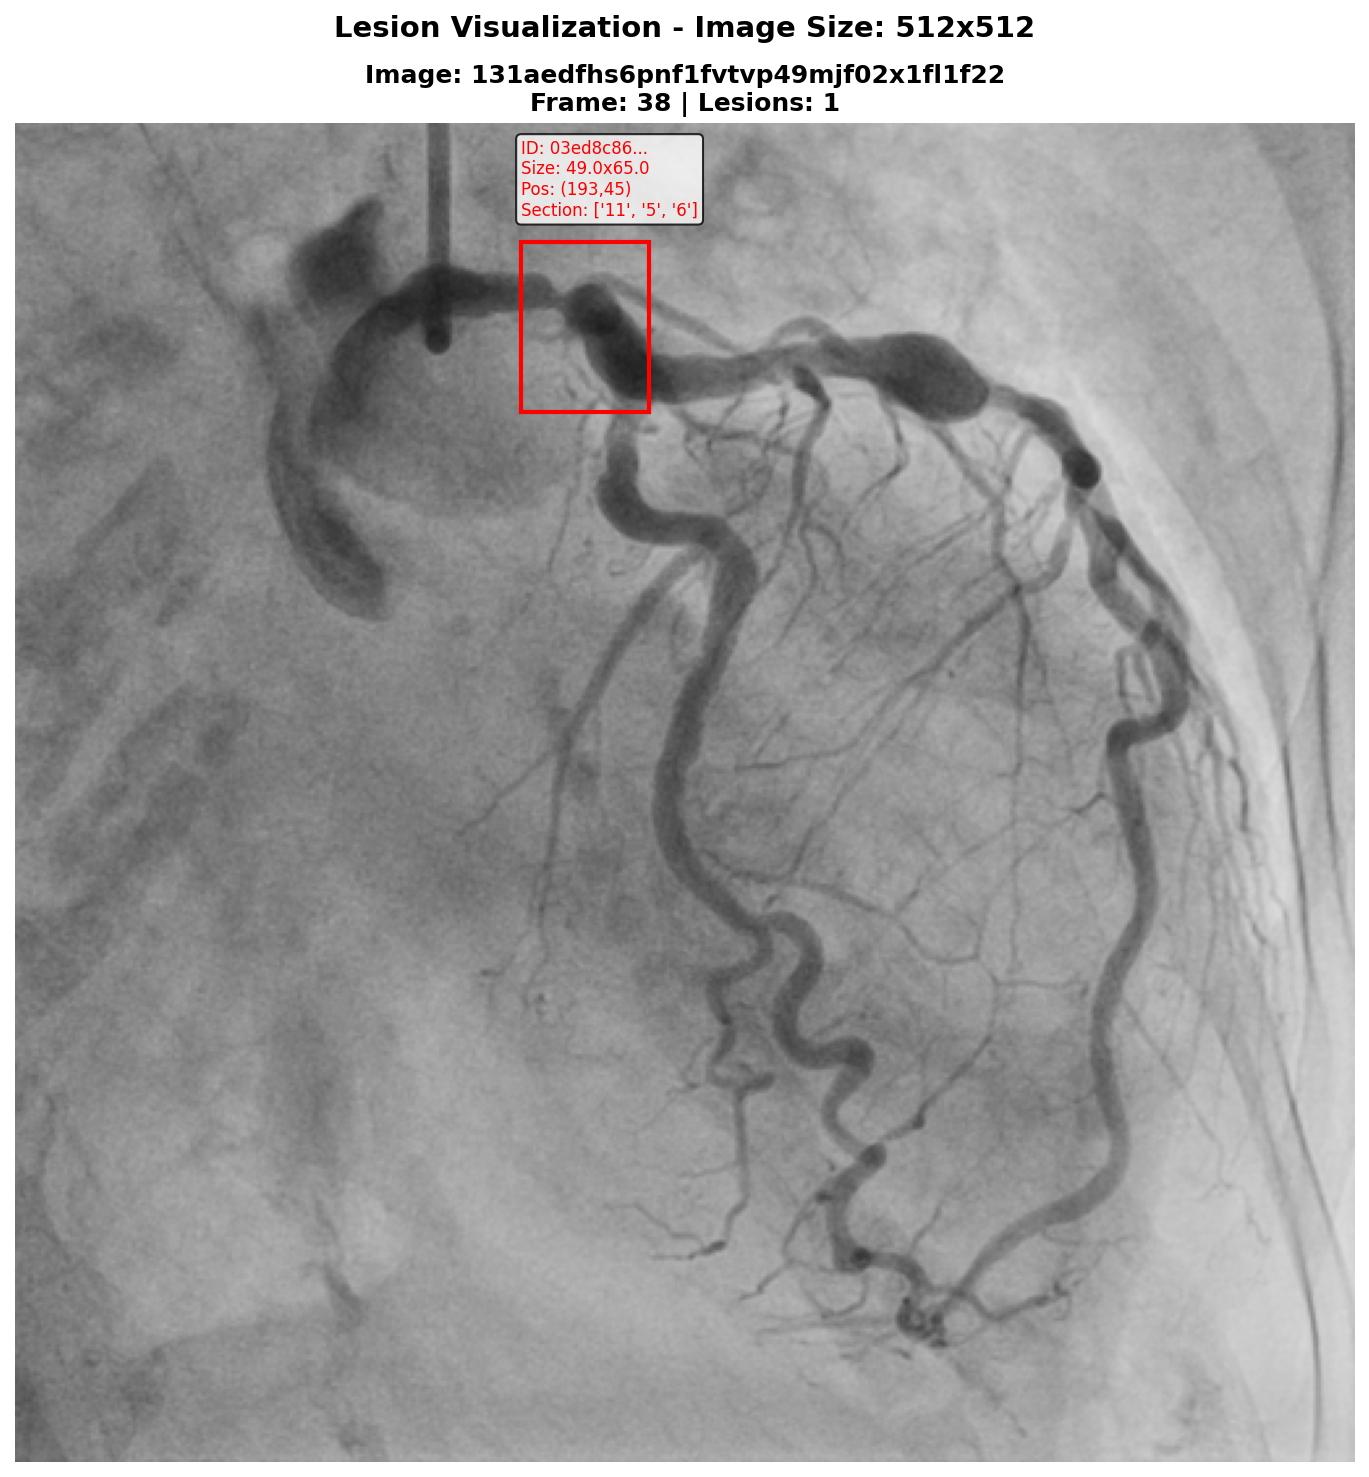 Lesion Visualization - Image Size: 512x512
Image: 131aedfhs6pnf1fvtvp49mjf02x1fl1f22
Frame: 38 | Lesions: 1
ID: 03ed8c86...
Size: 49.0x65.0
Pos: (193,45)
Section: ['11', '5', '6']